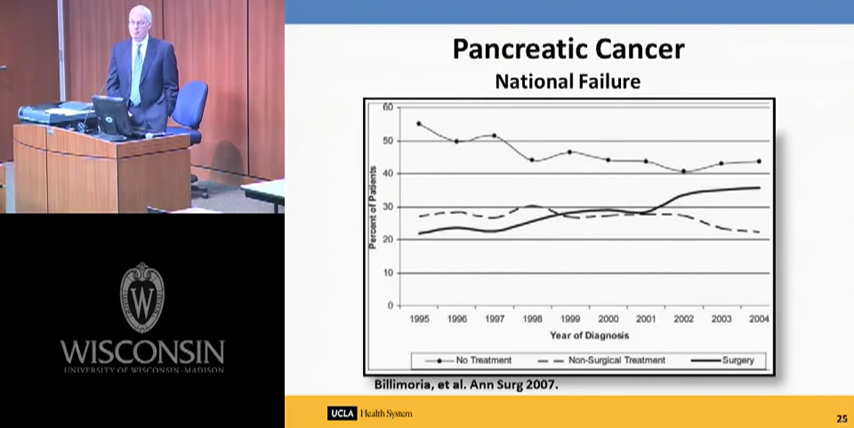 Pancreatic Cancer
National Failure
60
50
40
30
20
10
0
Percent of Patients
1995 1996 1997 1998 1999 2000 2001 2002 2003 2004
Year of Diagnosis
No Treatment Non-Surgical Treatment Surgery
Billimoria, et al. Ann Surg 2007.
UCLA Health System
25
W
WISCONSIN
UNIVERSITY OF WISCONSIN–MADISON